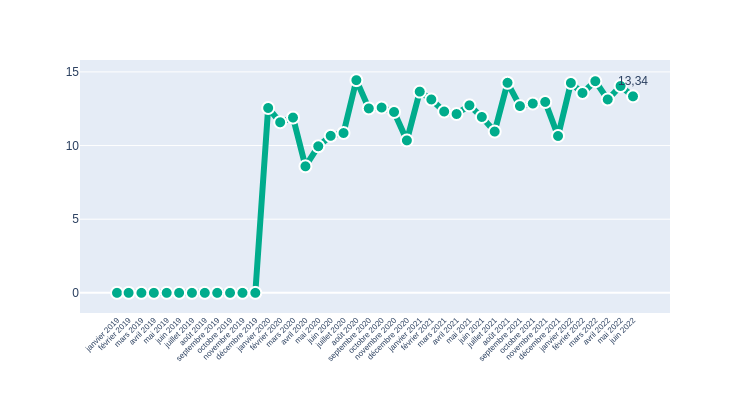 15
10
5
0
13,34
janvier 2019
février 2019
mars 2019
avril 2019
mai 2019
juin 2019
juillet 2019
août 2019
septembre 2019
octobre 2019
novembre 2019
décembre 2019
janvier 2020
février 2020
mars 2020
avril 2020
mai 2020
juin 2020
juillet 2020
août 2020
septembre 2020
octobre 2020
novembre 2020
décembre 2020
janvier 2021
février 2021
mars 2021
avril 2021
mai 2021
juin 2021
juillet 2021
août 2021
septembre 2021
octobre 2021
novembre 2021
décembre 2021
janvier 2022
février 2022
mars 2022
avril 2022
mai 2022
juin 2022